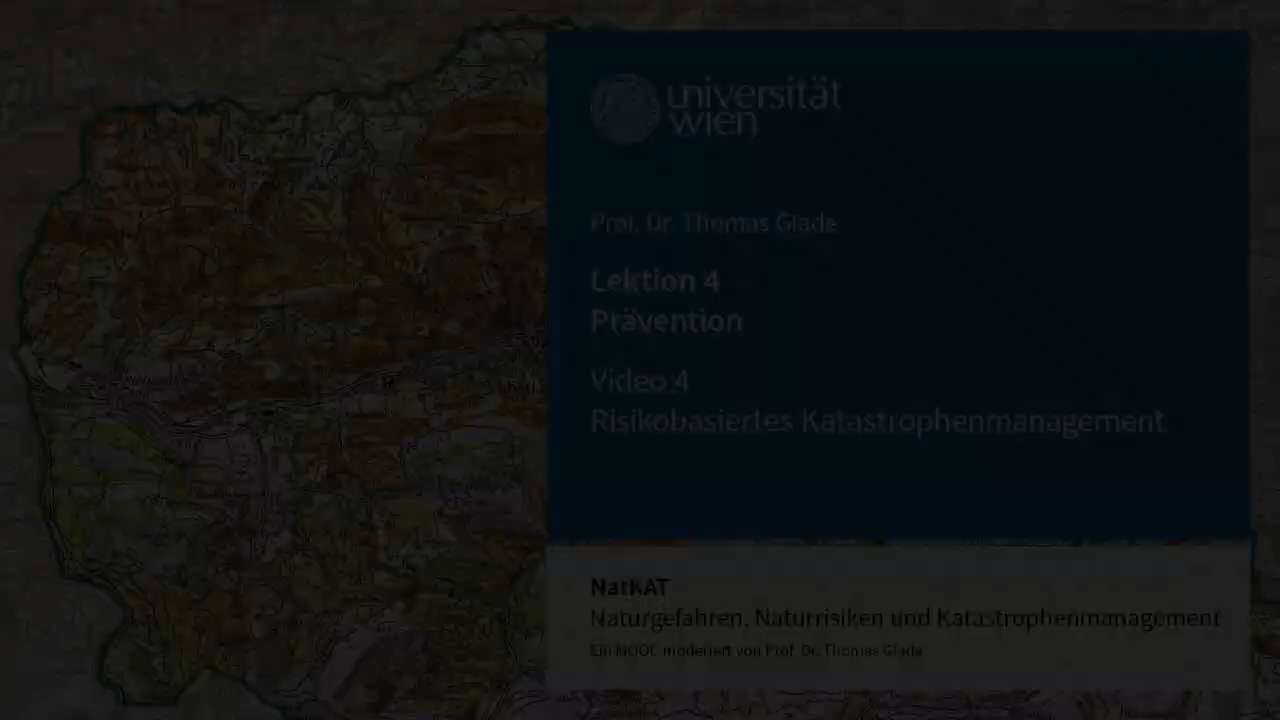 universität
wien
Prof. Dr. Thomas Glade
Lektion 4
Prävention
Video 4
Risikobasiertes Katastrophenmanagement
NatKAT
Naturgefahren, Naturrisiken und Katastrophenmanagement
Ein MOOC moderiert von Prof. Dr. Thomas Glade